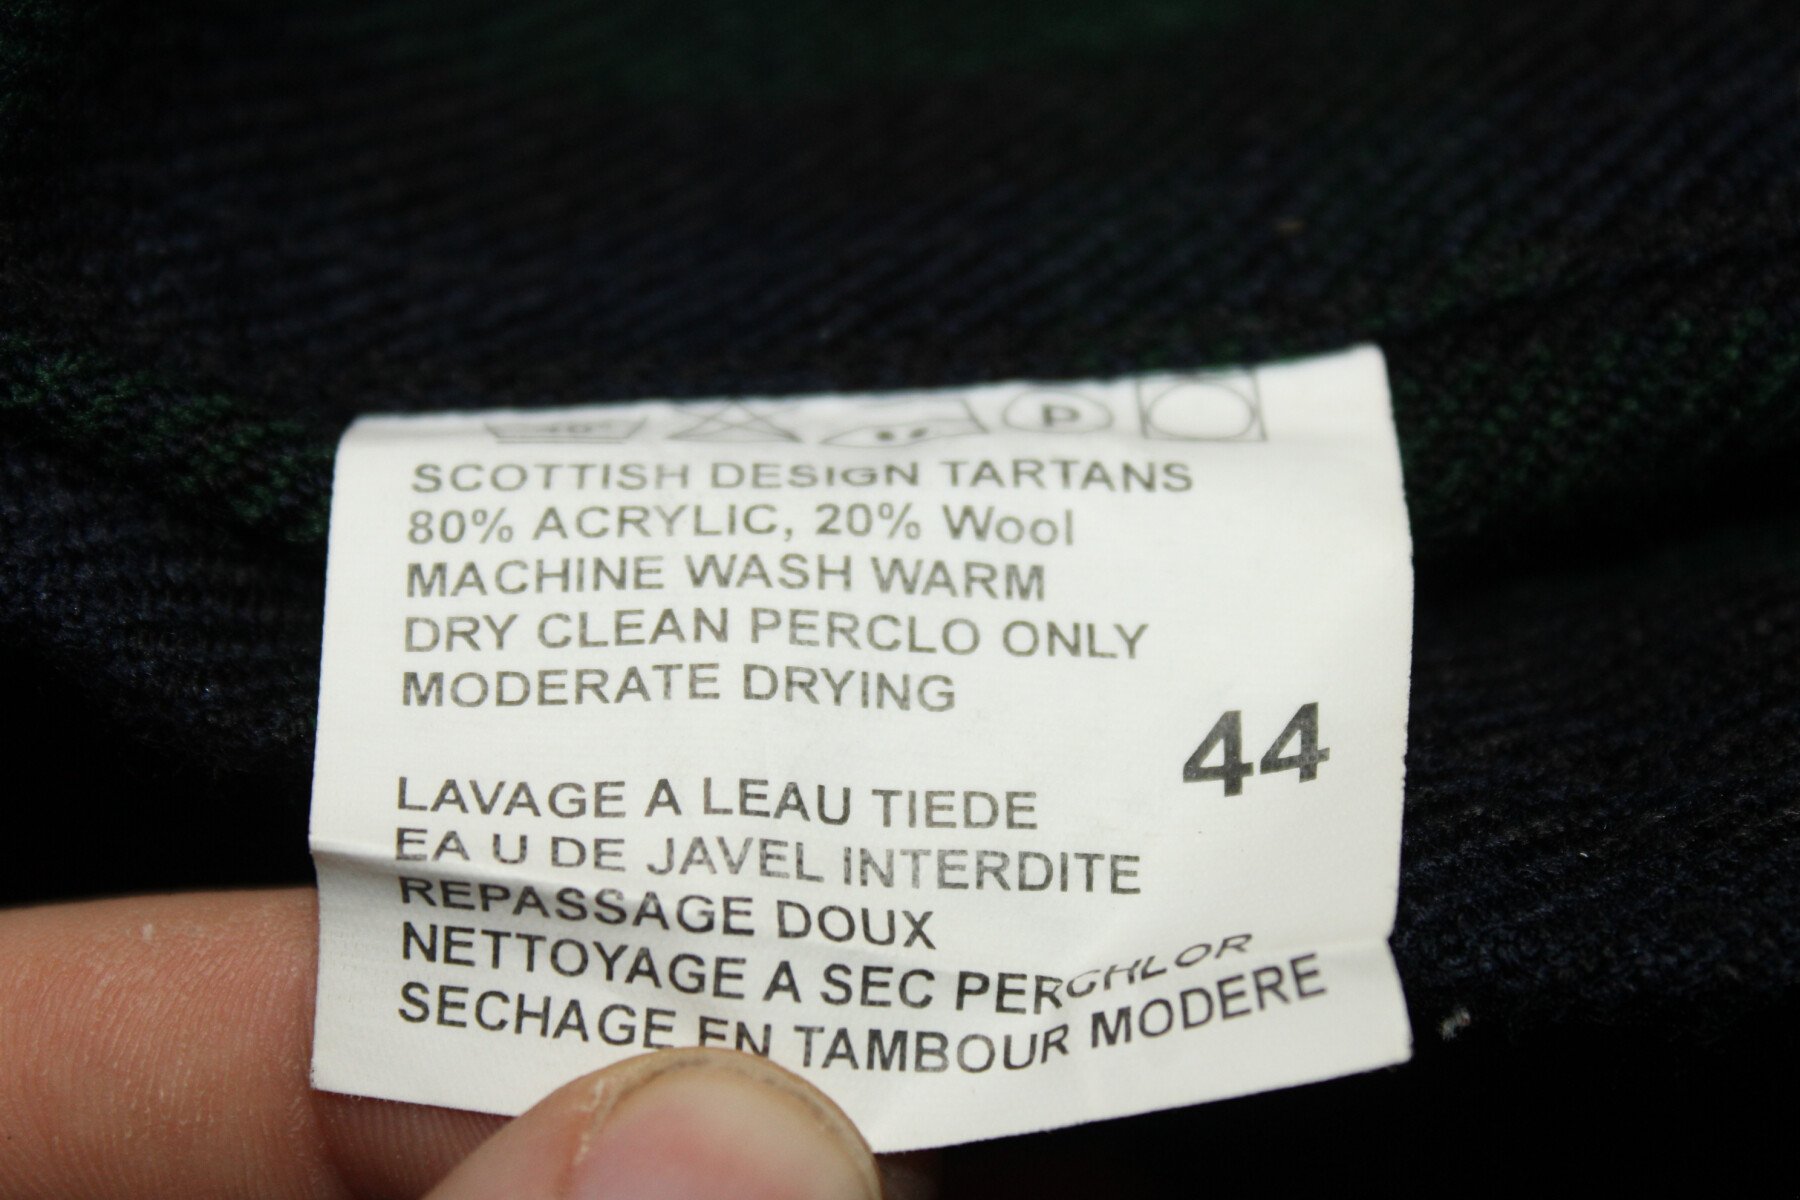 P
SCOTTISH DESIGN TARTANS
80% ACRYLIC, 20% Wool
MACHINE WASH WARM
DRY CLEAN PERCLO ONLY
MODERATE DRYING
44
LAVAGE A LEAU TIEDE
EA U DE JAVEL INTERDITE
REPASSAGE DOUX
NETTOYAGE A SEC PERCHLOR
SECHAGE EN TAMBOUR MODERE